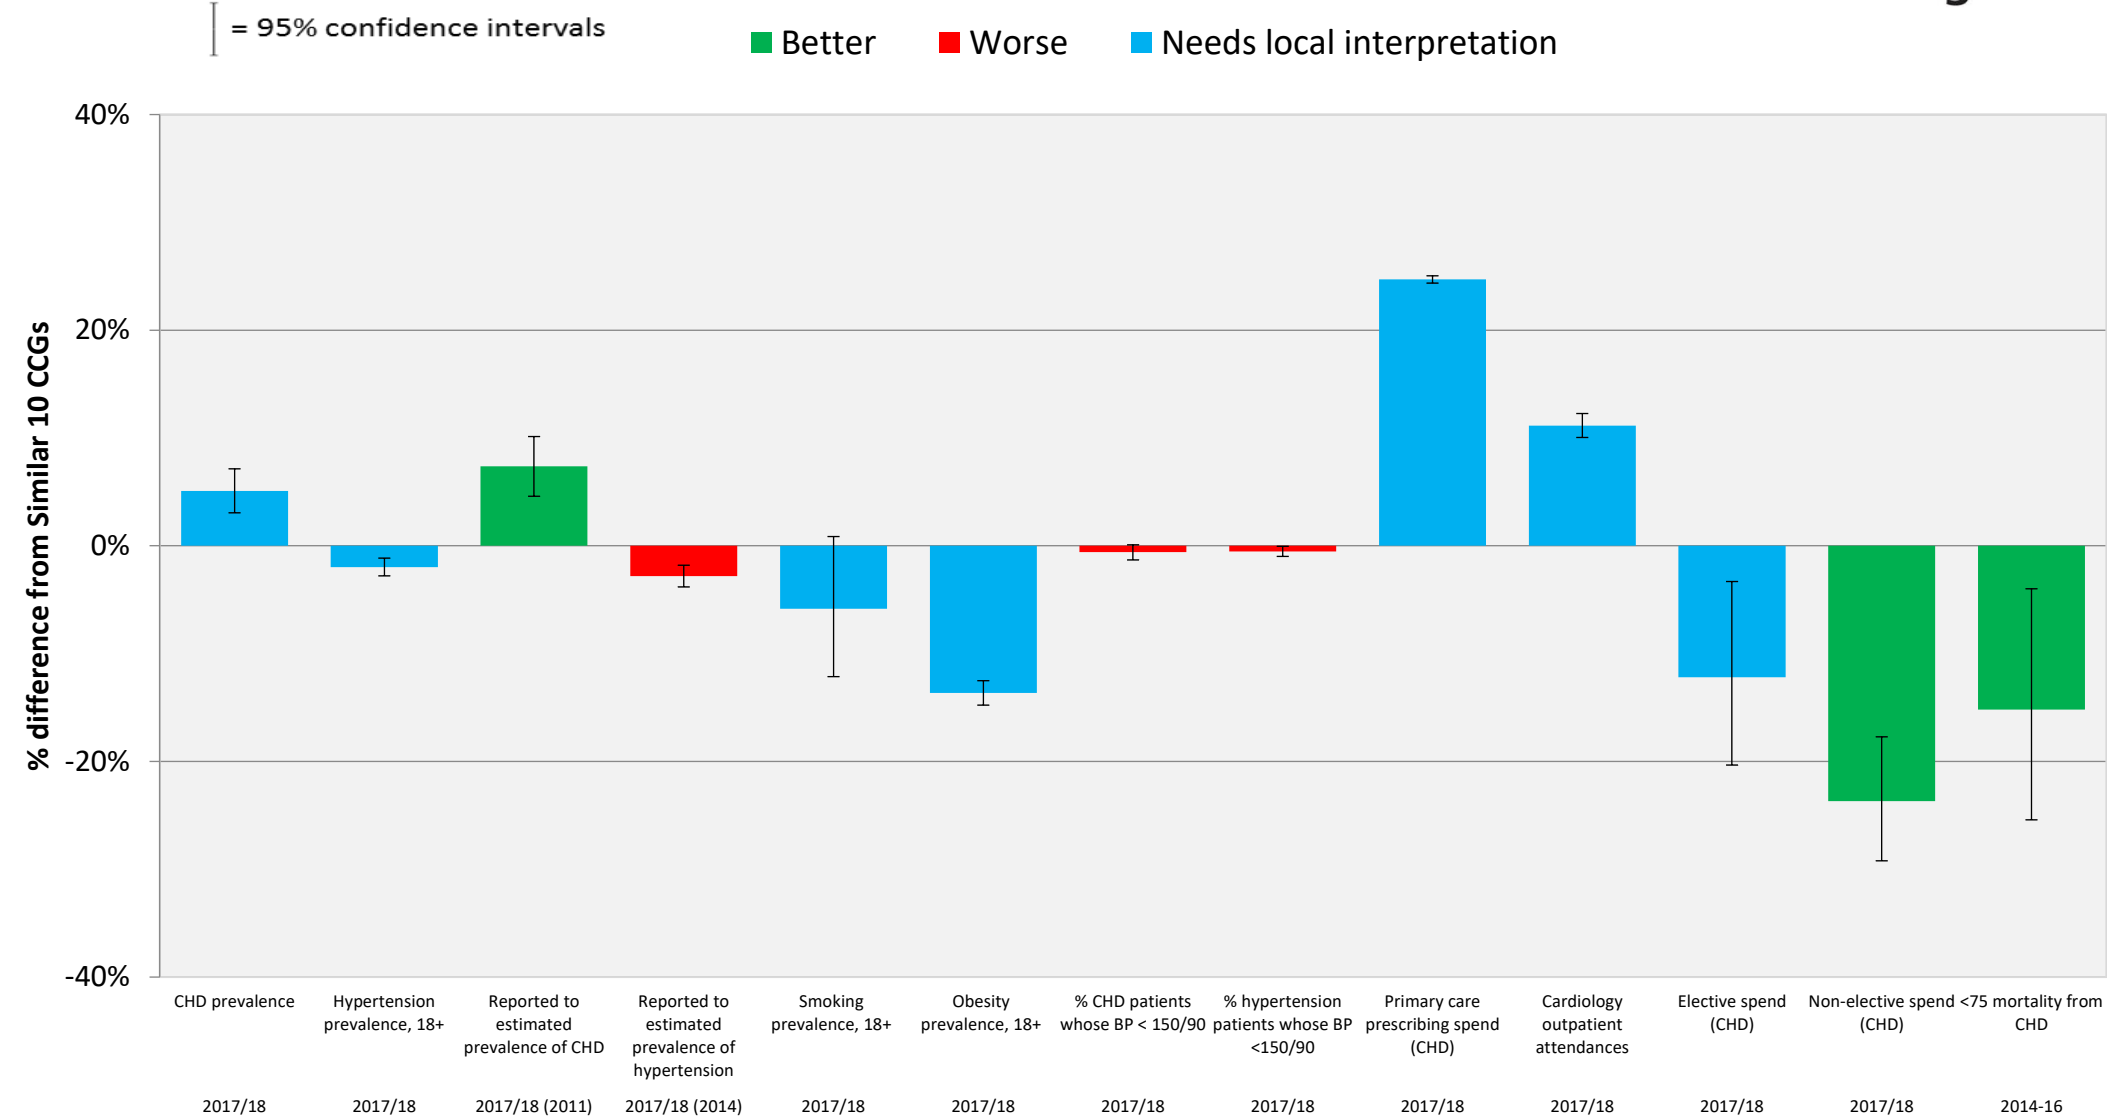 = 95% confidence intervals
Better
Worse
Needs local interpretation
% difference from Similar 10 CCGs
40%
20%
0%
-20%
-40%
CHD prevalence
2017/18
Hypertension
prevalence, 18+
2017/18
Reported to
estimated
prevalence of CHD
2017/18 (2011)
Reported to
estimated
prevalence of
hypertension
2017/18 (2014)
Smoking
prevalence, 18+
2017/18
Obesity
prevalence, 18+
2017/18
% CHD patients
whose BP < 150/90
2017/18
% hypertension
patients whose BP
<150/90
2017/18
Primary care
prescribing spend
(CHD)
2017/18
Cardiology
outpatient
attendances
2017/18
Elective spend
(CHD)
2017/18
Non-elective spend
(CHD)
2017/18
<75 mortality from
CHD
2014-16